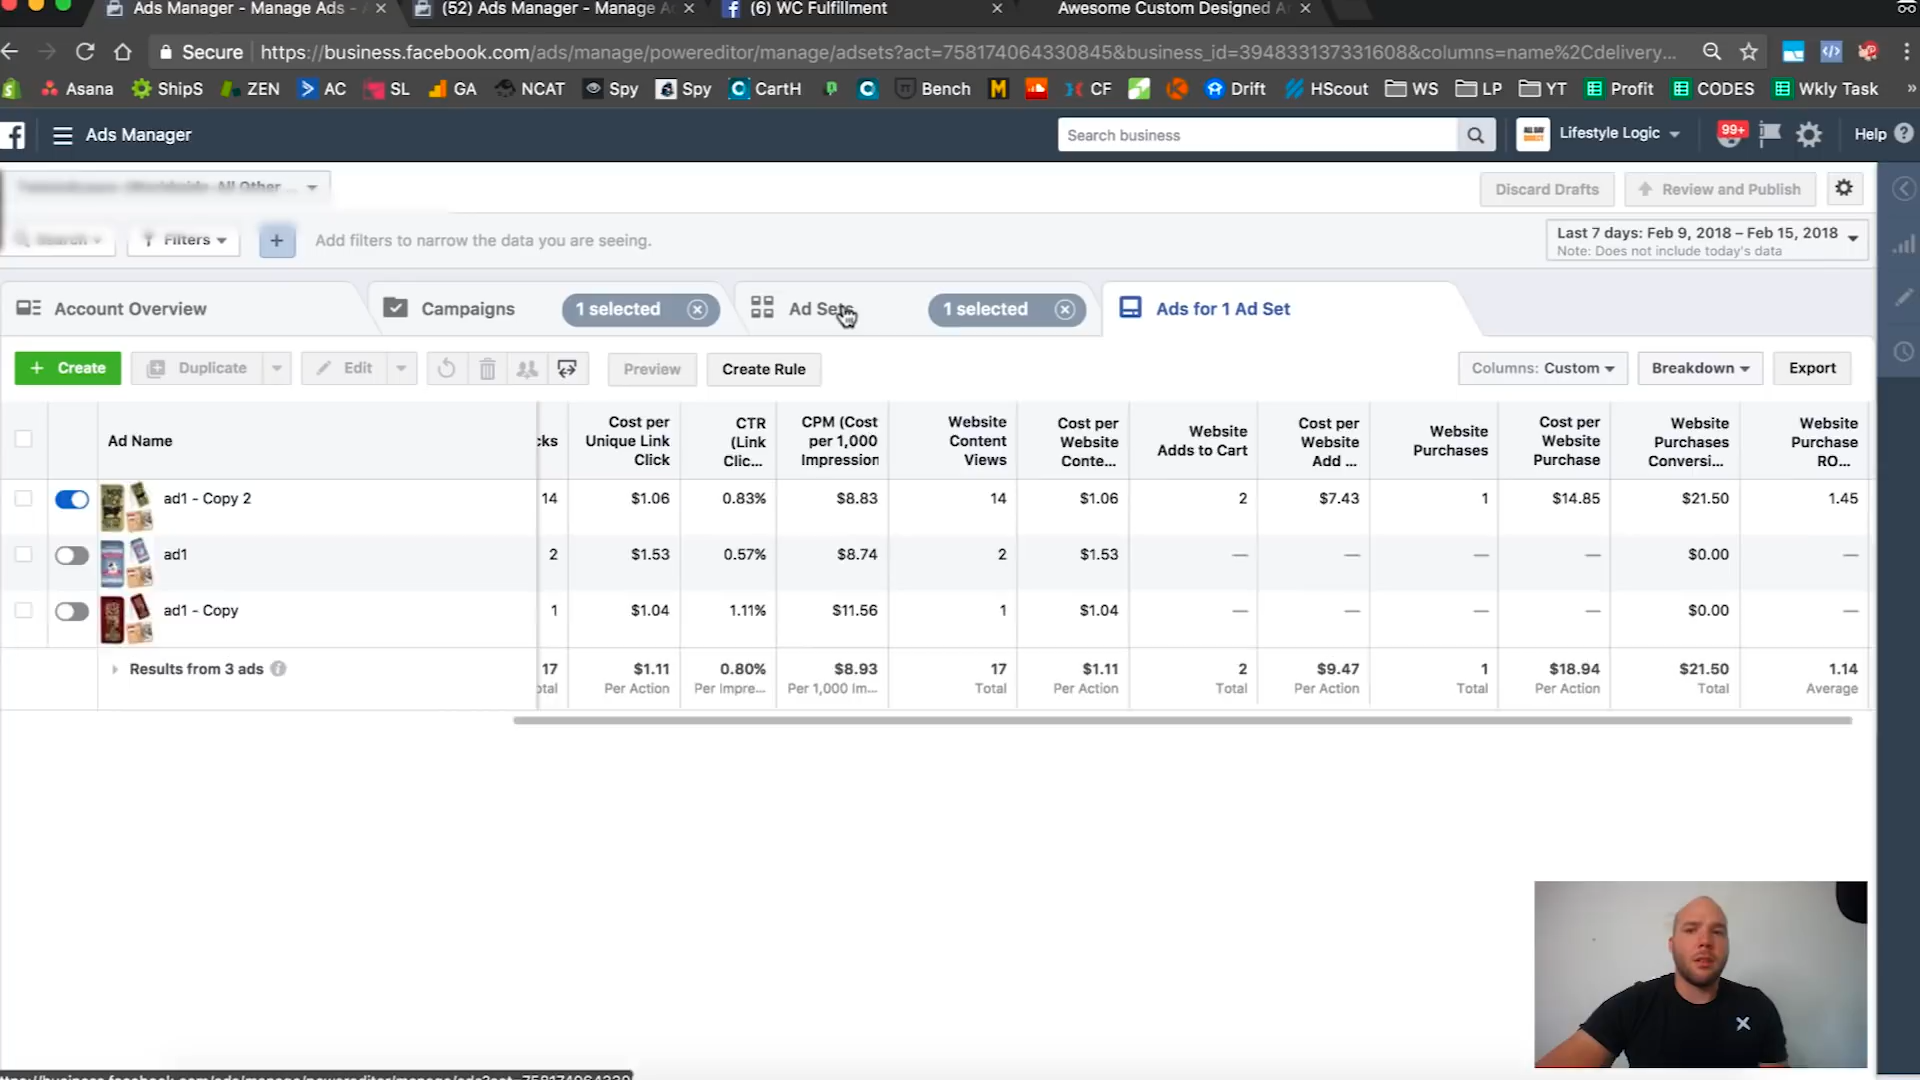 Ads Manager - Manage Ads - A
(52) Ads Manager - Manage A
(6) WC Fulfillment
Awesome Custom Designed A
Secure
https://business.facebook.com/ads/manage/powereditor/manage/adsets?act=758174064330845&business_id=394833137331608&columns=name%2Cdelivery...
Asana ShipS ZEN AC SL GA NCAT Spy Spy CartH Bench M CF Drift HScout WS LP YT Profit CODES Wkly Task »
Ads Manager
Search business
Lifestyle Logic
99+
Help
All Other ...
Discard Drafts
Review and Publish
Search
Filters
Add filters to narrow the data you are seeing.
Last 7 days: Feb 9, 2018 – Feb 15, 2018
Note: Does not include today's data
Account Overview
Campaigns
1 selected
Ad Sets
1 selected
Ads for 1 Ad Set
+ Create
Duplicate
Edit
Preview
Create Rule
Columns: Custom
Breakdown
Export
Ad Name
cks
Cost per Unique Link Click
CTR (Link Clic...
CPM (Cost per 1,000 Impression
Website Content Views
Cost per Website Conte...
Website Adds to Cart
Cost per Website Add ...
Website Purchases
Cost per Website Purchase
Website Purchases Conversi...
Website Purchase RO...
ad1 - Copy 2 14 $1.06 0.83% $8.83 14 $1.06 2 $7.43 1 $14.85 $21.50 1.45
ad1 2 $1.53 0.57% $8.74 2 $1.53 — — — — $0.00 —
ad1 - Copy 1 $1.04 1.11% $11.56 1 $1.04 — — — — $0.00 —
Results from 3 ads 17 $1.11 0.80% $8.93 17 $1.11 2 $9.47 1 $18.94 $21.50 1.14
otal Per Action Per Impre... Per 1,000 Im... Total Per Action Total Per Action Total Per Action Total Average